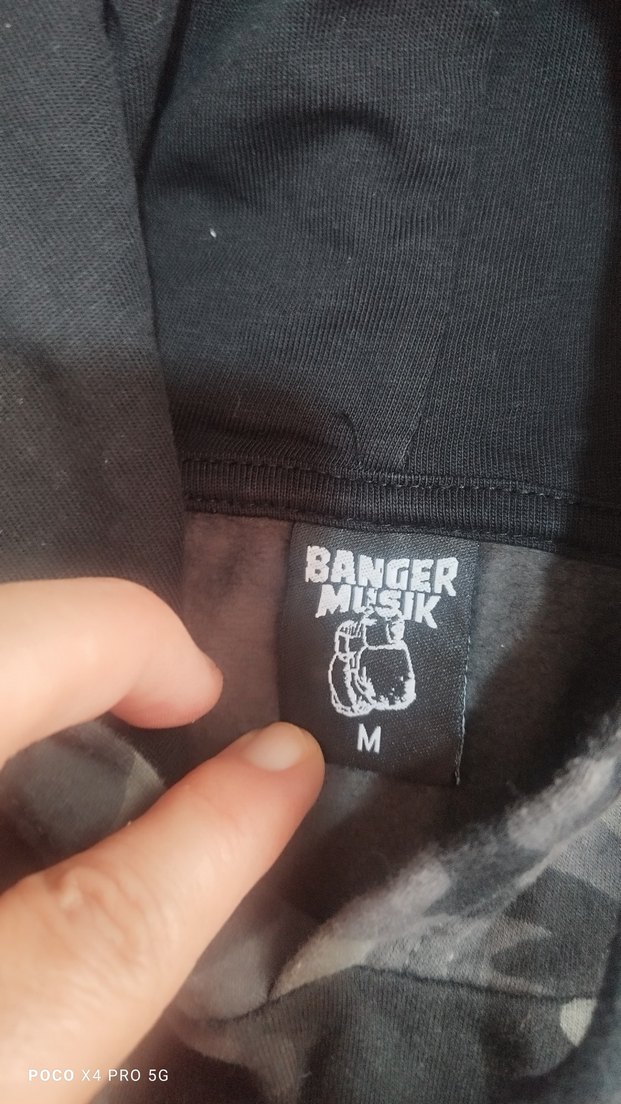 BANGER
MUSIK
M
POCO X4 PRO 5G